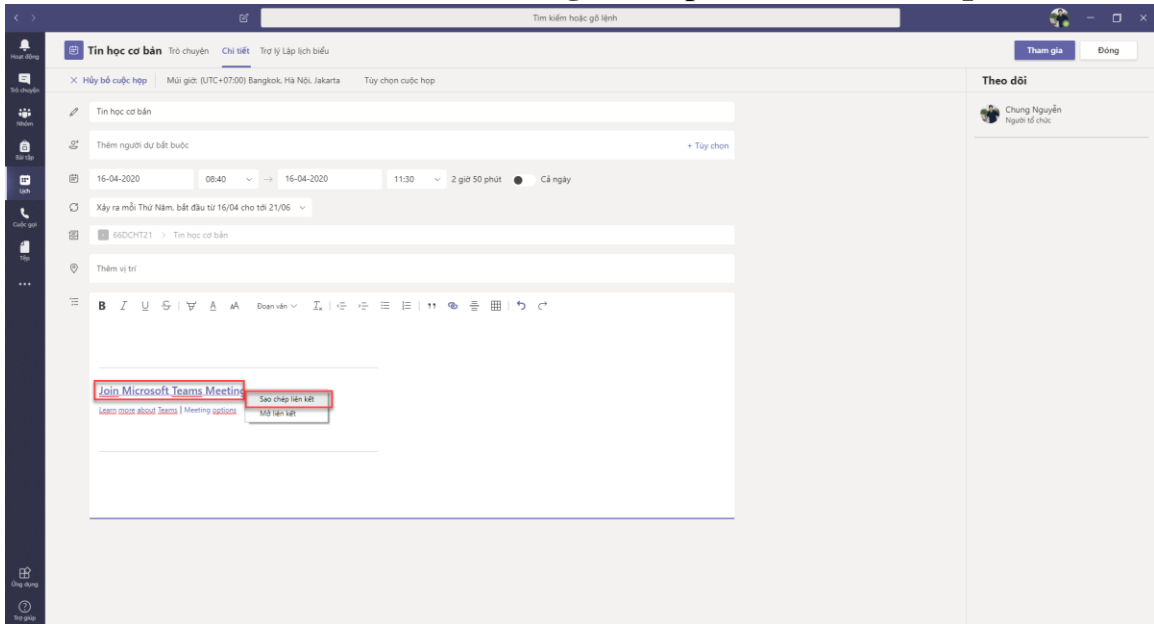 Tìm kiếm hoặc gõ lệnh
Hoạt động
Trò chuyện
Nhóm
Bài tập
Lịch
Cuộc gọi
Tệp
Ứng dụng
Trợ giúp
Tin học cơ bản Trò chuyện Chi tiết Trợ lý Lập lịch biểu
Tham gia Đóng
× Hủy bỏ cuộc họp Múi giờ: (UTC+07:00) Bangkok, Hà Nội, Jakarta Tùy chọn cuộc họp
Tin học cơ bản
Thêm người dự bắt buộc + Tùy chọn
16-04-2020 08:40 → 16-04-2020 11:30 2 giờ 50 phút Cả ngày
Xảy ra mỗi Thứ Năm, bắt đầu từ 16/04 cho tới 21/06
66DCHT21 > Tin học cơ bản
Thêm vị trí
B I U S A AA Đoạn văn
Join Microsoft Teams Meeting
Sao chép liên kết
Learn more about Teams | Meeting options
Mở liên kết
Theo dõi
Chung Nguyễn
Người tổ chức